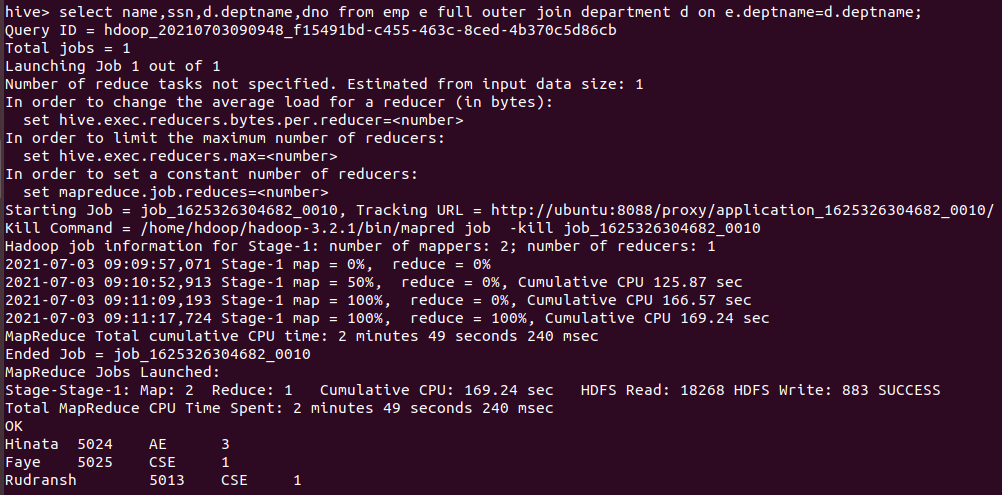 hive> select name,ssn,d.deptname,dno from emp e full outer join department d on e.deptname=d.deptname;
Query ID = hdoop_20210703090948_f15491bd-c455-463c-8ced-4b370c5d86cb
Total jobs = 1
Launching Job 1 out of 1
Number of reduce tasks not specified. Estimated from input data size: 1
In order to change the average load for a reducer (in bytes):
  set hive.exec.reducers.bytes.per.reducer=<number>
In order to limit the maximum number of reducers:
  set hive.exec.reducers.max=<number>
In order to set a constant number of reducers:
  set mapreduce.job.reduces=<number>
Starting Job = job_1625326304682_0010, Tracking URL = http://ubuntu:8088/proxy/application_1625326304682_0010/
Kill Command = /home/hdoop/hadoop-3.2.1/bin/mapred job  -kill job_1625326304682_0010
Hadoop job information for Stage-1: number of mappers: 2; number of reducers: 1
2021-07-03 09:09:57,071 Stage-1 map = 0%,  reduce = 0%
2021-07-03 09:10:52,913 Stage-1 map = 50%,  reduce = 0%, Cumulative CPU 125.87 sec
2021-07-03 09:11:09,193 Stage-1 map = 100%,  reduce = 0%, Cumulative CPU 166.57 sec
2021-07-03 09:11:17,724 Stage-1 map = 100%,  reduce = 100%, Cumulative CPU 169.24 sec
MapReduce Total cumulative CPU time: 2 minutes 49 seconds 240 msec
Ended Job = job_1625326304682_0010
MapReduce Jobs Launched:
Stage-Stage-1: Map: 2  Reduce: 1   Cumulative CPU: 169.24 sec   HDFS Read: 18268 HDFS Write: 883 SUCCESS
Total MapReduce CPU Time Spent: 2 minutes 49 seconds 240 msec
OK
Hinata  5024    AE      3
Faye    5025    CSE     1
Rudransh        5013    CSE     1